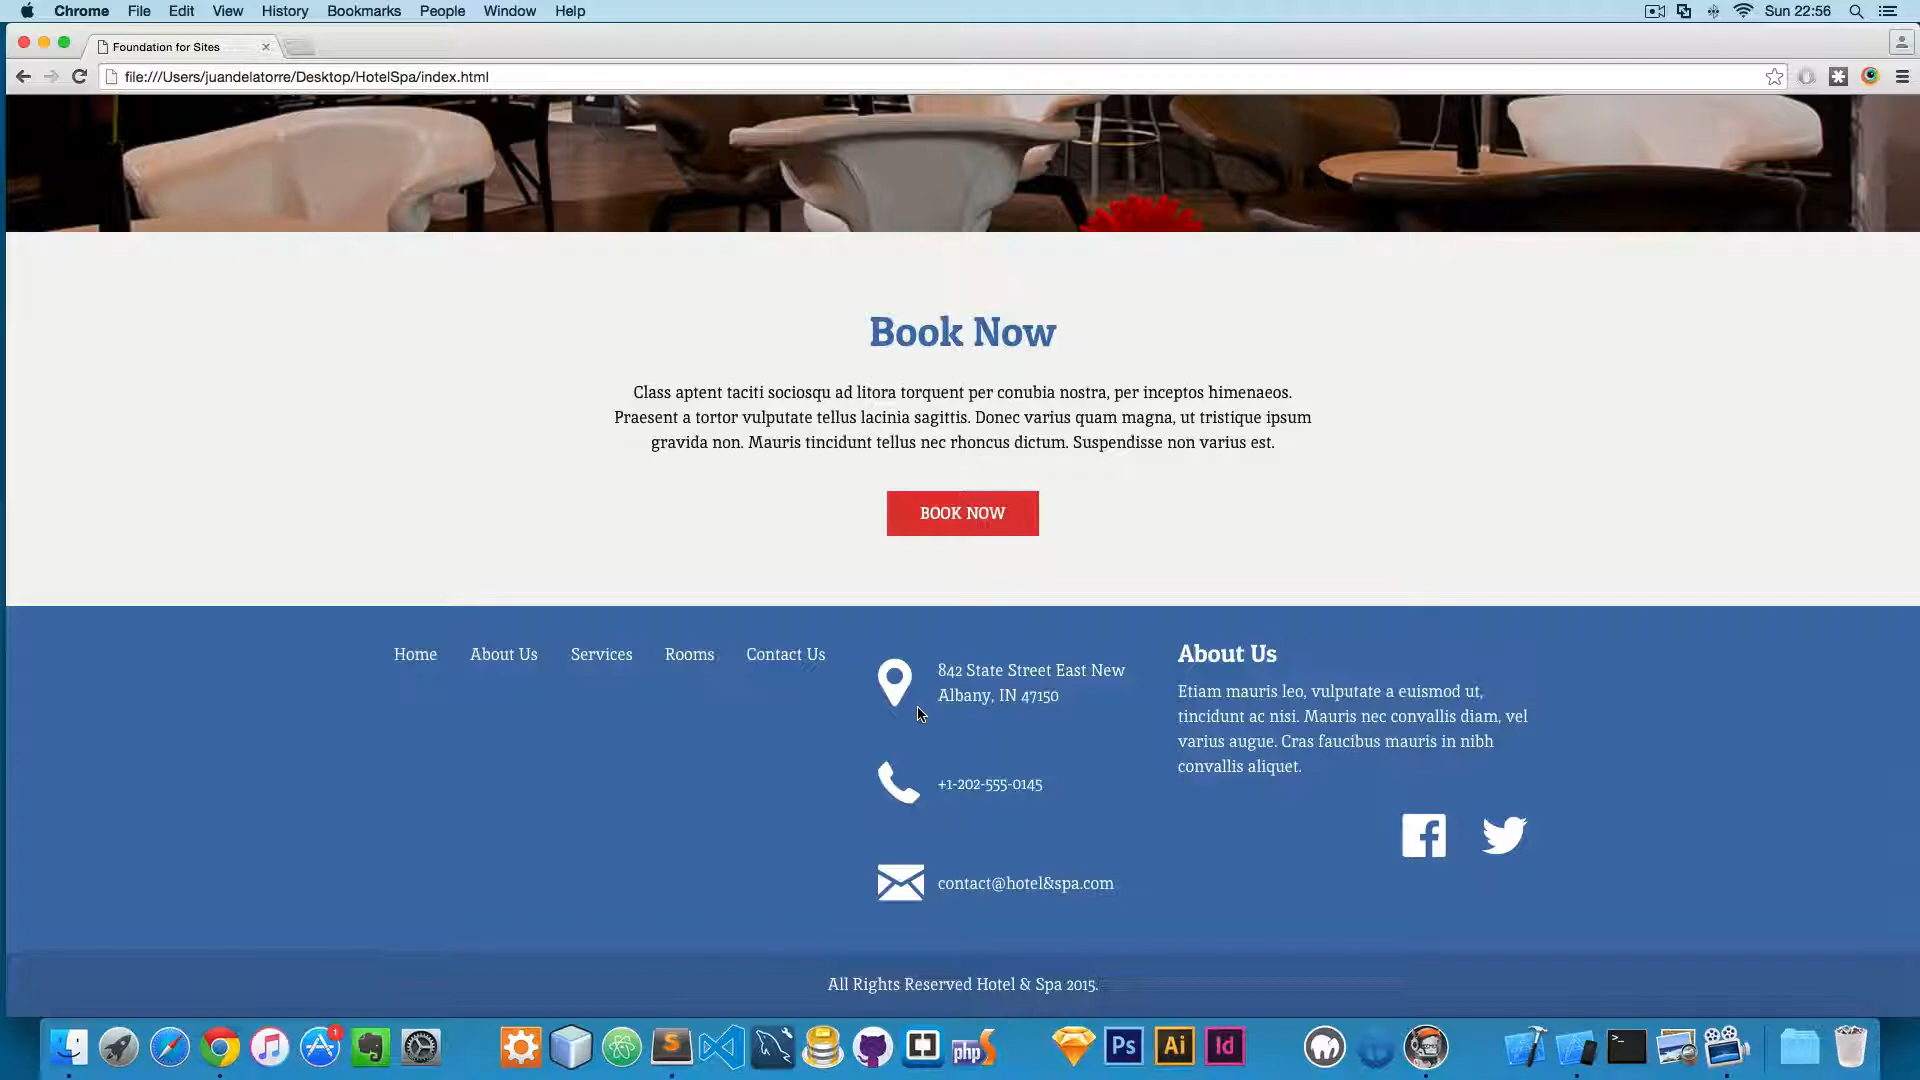 Chrome File Edit View History Bookmarks People Window Help
Sun 22:56
Foundation for Sites
file:///Users/juandelatorre/Desktop/HotelSpa/index.html
Book Now
Class aptent taciti sociosqu ad litora torquent per conubia nostra, per inceptos himenaeos.
Praesent a tortor vulputate tellus lacinia sagittis. Donec varius quam magna, ut tristique ipsum
gravida non. Mauris tincidunt tellus nec rhoncus dictum. Suspendisse non varius est.
BOOK NOW
Home About Us Services Rooms Contact Us
842 State Street East New
Albany, IN 47150
+1-202-555-0145
contact@hotel&spa.com
About Us
Etiam mauris leo, vulputate a euismod ut,
tincidunt ac nisi. Mauris nec convallis diam, vel
varius augue. Cras faucibus mauris in nibh
convallis aliquet.
All Rights Reserved Hotel & Spa 2015.
1
S
php
Ps
Ai
Id
>_